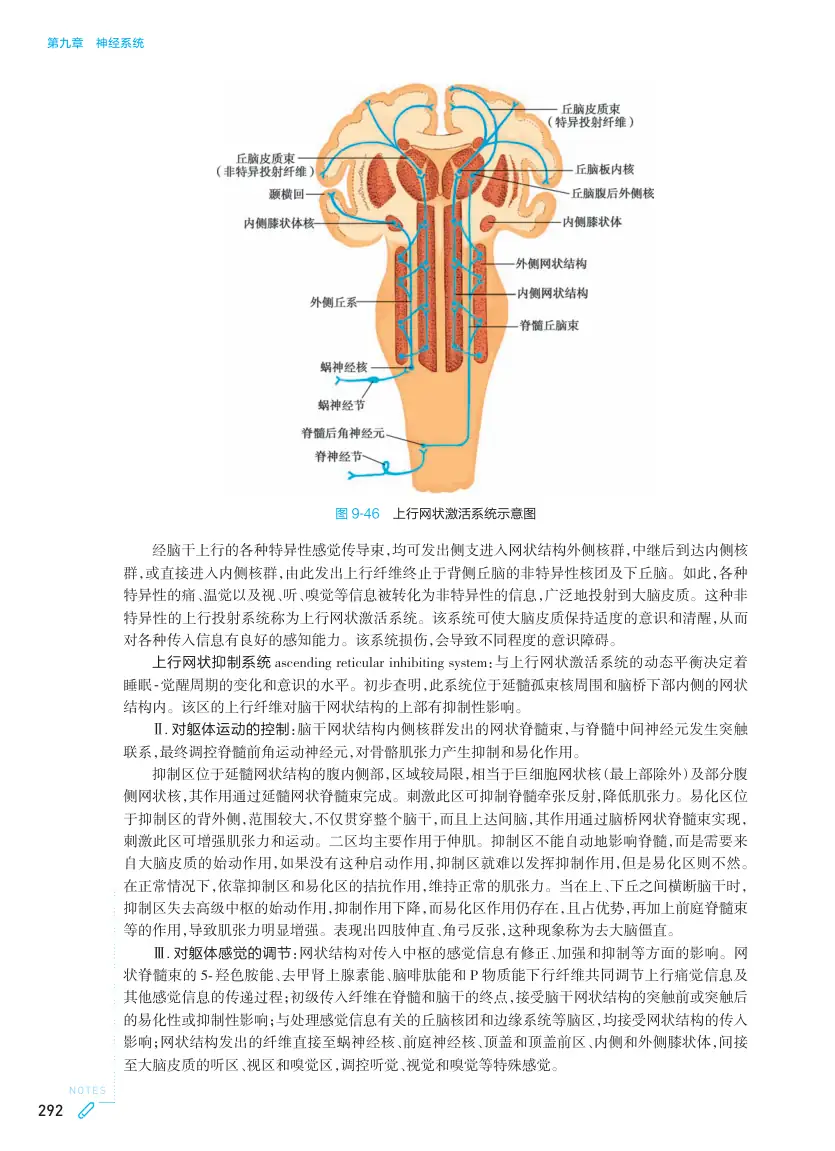 第九章 神经系统
丘脑皮质束
（特异投射纤维）
丘脑皮质束
（非特异投射纤维）
丘脑板内核
颞横回
丘脑腹后外侧核
内侧膝状体核
内侧膝状体
外侧网状结构
内侧网状结构
外侧丘系
脊髓丘脑束
蜗神经核
蜗神经节
脊髓后角神经元
脊神经节
图 9-46 上行网状激活系统示意图
经脑干上行的各种特异性感觉传导束，均可发出侧支进入网状结构外侧核群，中继后到达内侧核
群，或直接进入内侧核群，由此发出上行纤维终止于背侧丘脑的非特异性核团及下丘脑。如此，各种
特异性的痛、温觉以及视、听、嗅觉等信息被转化为非特异性的信息，广泛地投射到大脑皮质。这种非
特异性的上行投射系统称为上行网状激活系统。该系统可使大脑皮质保持适度的意识和清醒，从而
对各种传入信息有良好的感知能力。该系统损伤，会导致不同程度的意识障碍。
上行网状抑制系统 ascending reticular inhibiting system：与上行网状激活系统的动态平衡决定着
睡眠-觉醒周期的变化和意识的水平。初步查明，此系统位于延髓孤束核周围和脑桥下部内侧的网状
结构内。该区的上行纤维对脑干网状结构的上部有抑制性影响。
Ⅱ. 对躯体运动的控制：脑干网状结构内侧核群发出的网状脊髓束，与脊髓中间神经元发生突触
联系，最终调控脊髓前角运动神经元，对骨骼肌张力产生抑制和易化作用。
抑制区位于延髓网状结构的腹内侧部，区域较局限，相当于巨细胞网状核（最上部除外）及部分腹
侧网状核，其作用通过延髓网状脊髓束完成。刺激此区可抑制脊髓牵张反射，降低肌张力。易化区位
于抑制区的背外侧，范围较大，不仅贯穿整个脑干，而且上达间脑，其作用通过脑桥网状脊髓束实现，
刺激此区可增强肌张力和运动。二区均主要作用于伸肌。抑制区不能自动地影响脊髓，而是需要来
自大脑皮质的始动作用，如果没有这种启动作用，抑制区就难以发挥抑制作用，但是易化区则不然。
在正常情况下，依靠抑制区和易化区的拮抗作用，维持正常的肌张力。当在上、下丘之间横断脑干时，
抑制区失去高级中枢的始动作用，抑制作用下降，而易化区作用仍存在，且占优势，再加上前庭脊髓束
等的作用，导致肌张力明显增强。表现出四肢伸直、角弓反张，这种现象称为去大脑僵直。
Ⅲ. 对躯体感觉的调节：网状结构对传入中枢的感觉信息有修正、加强和抑制等方面的影响。网
状脊髓束的 5- 羟色胺能、去甲肾上腺素能、脑啡肽能和 P 物质能下行纤维共同调节上行痛觉信息及
其他感觉信息的传递过程；初级传入纤维在脊髓和脑干的终点，接受脑干网状结构的突触前或突触后
的易化性或抑制性影响；与处理感觉信息有关的丘脑核团和边缘系统等脑区，均接受网状结构的传入
影响；网状结构发出的纤维直接至蜗神经核、前庭神经核、顶盖和顶盖前区、内侧和外侧膝状体，间接
至大脑皮质的听区、视区和嗅觉区，调控听觉、视觉和嗅觉等特殊感觉。
NOTES
292